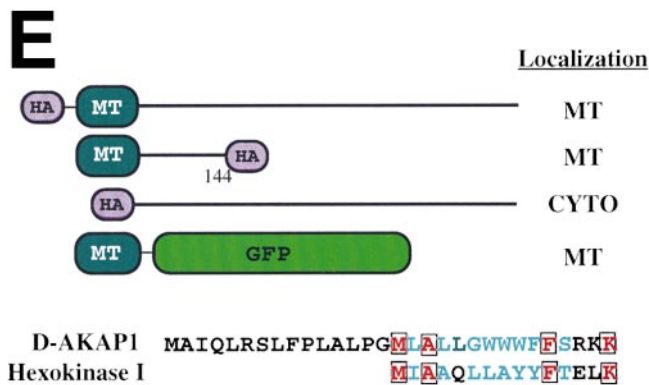 E
Localization
HA MT MT
MT HA MT
144
HA CYTO
MT GFP MT
D-AKAP1 MAIQLRSLFPLALPGMLALLGWWWFFSRKK
Hexokinase I MIAAQLLAYYFTELK